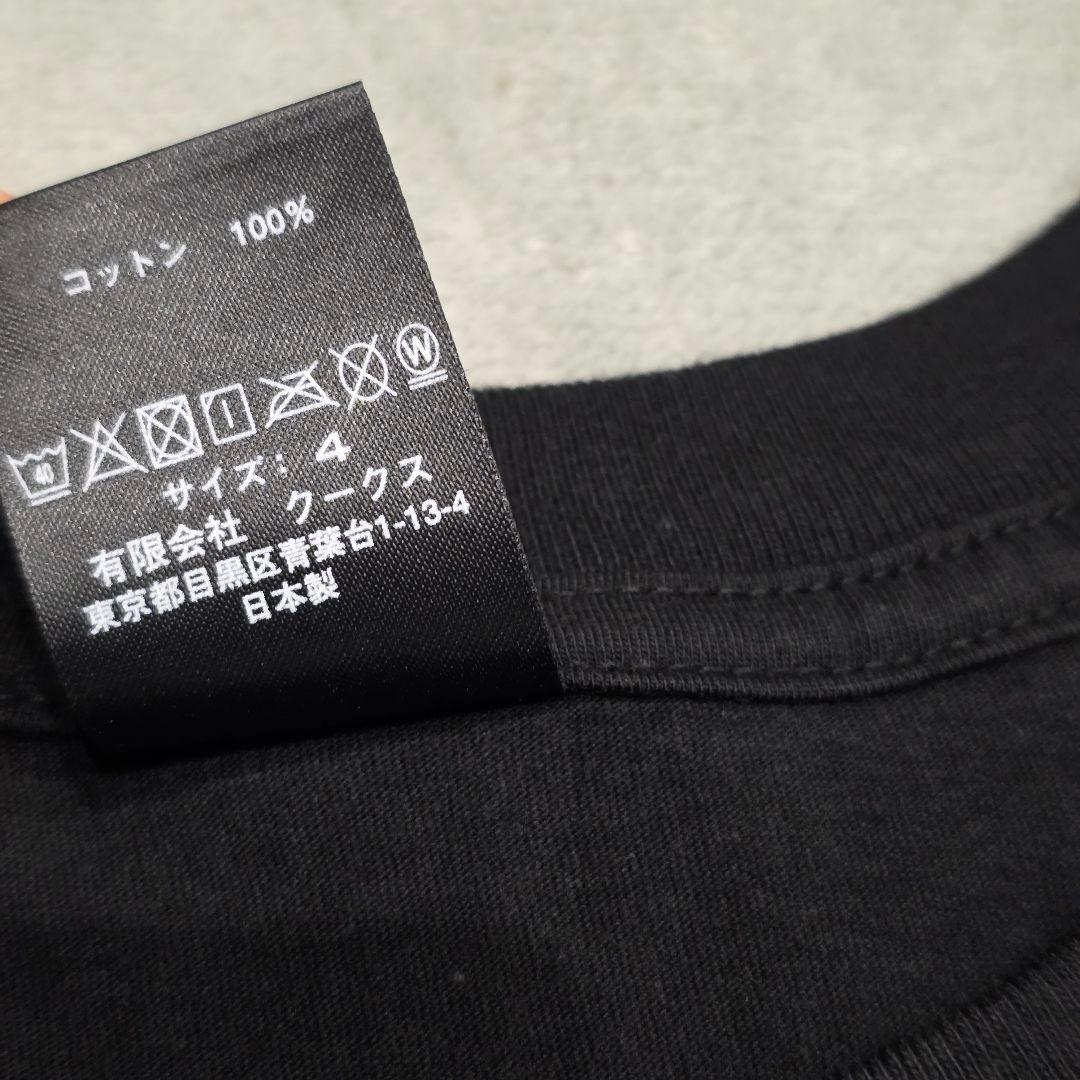 コットン 100%
40 W
サイズ: 4
有限会社 クークス
東京都目黒区青葉台1-13-4
日本製